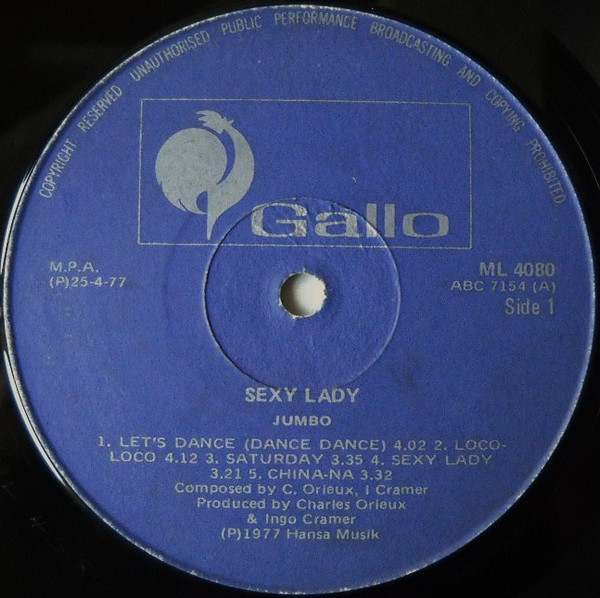 COPYRIGHT RESERVED UNAUTHORISED PUBLIC PERFORMANCE BROADCASTING AND COPYING PROHIBITED
Gallo
M.P.A.
(P)25-4-77
ML 4080
ABC 7154 (A)
Side 1
SEXY LADY
JUMBO
1. LET'S DANCE (DANCE DANCE) 4.02 2. LOCO-
LOCO 4.12 3. SATURDAY 3.35 4. SEXY LADY
3.21 5. CHINA-NA 3.32
Composed by C. Orieux, I Cramer
Produced by Charles Orieux
& Ingo Cramer
(P)1977 Hansa Musik